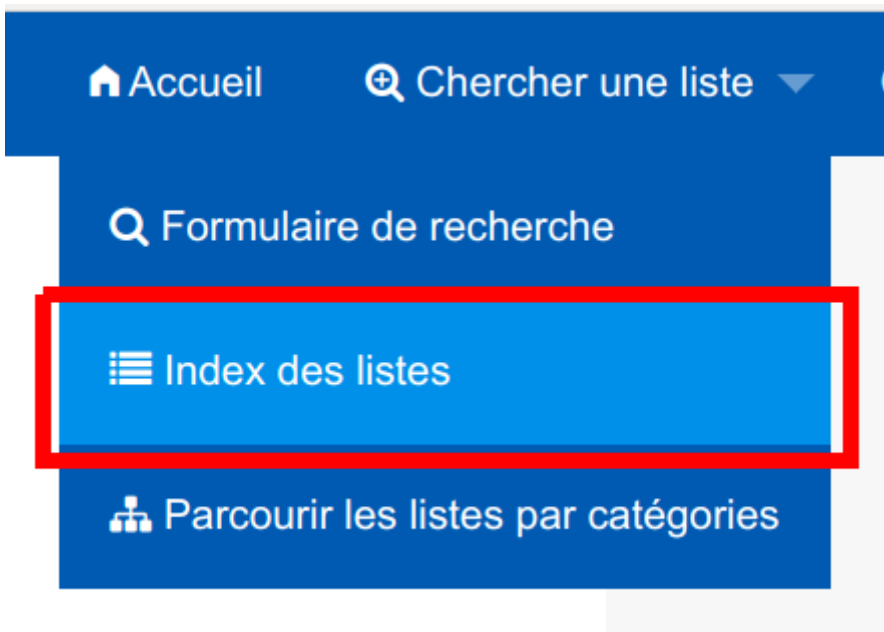 Accueil Chercher une liste
Formulaire de recherche
Index des listes
Parcourir les listes par catégories